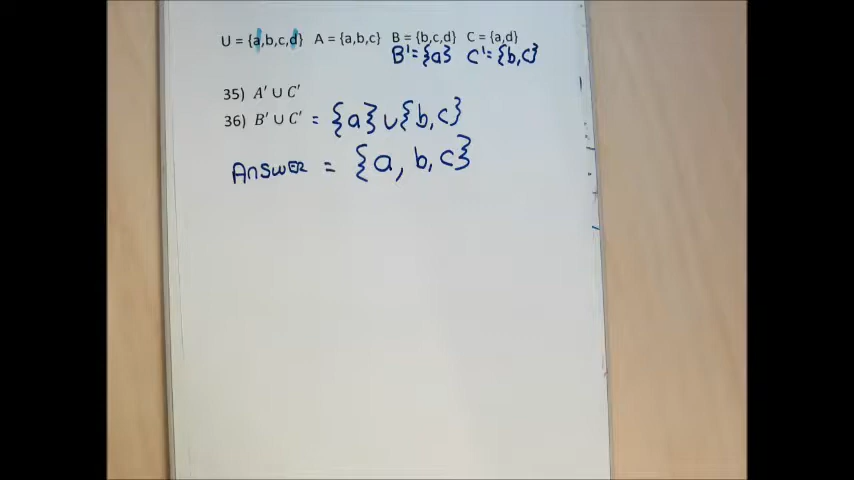 U = {a,b,c,d} A = {a,b,c} B = {b,c,d} C = {a,d}
B' = {a} C' = {b,c}
35) A′ ∪ C′
36) B′ ∪ C′ = {a} ∪ {b, c}
Answer = {a, b, c}